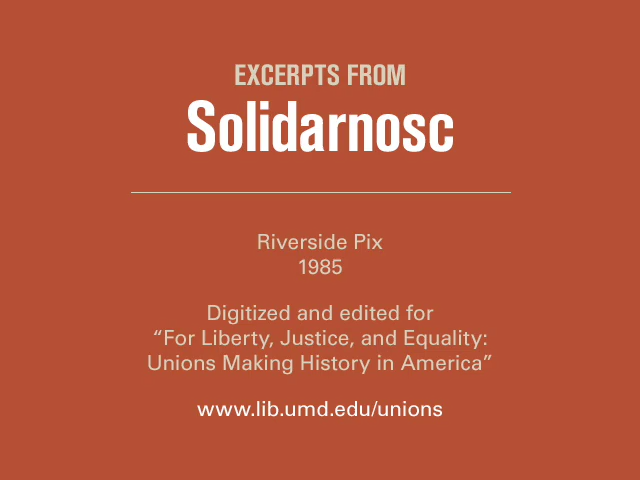 EXCERPTS FROM
Solidarnosc
Riverside Pix
1985
Digitized and edited for
“For Liberty, Justice, and Equality:
Unions Making History in America”
www.lib.umd.edu/unions